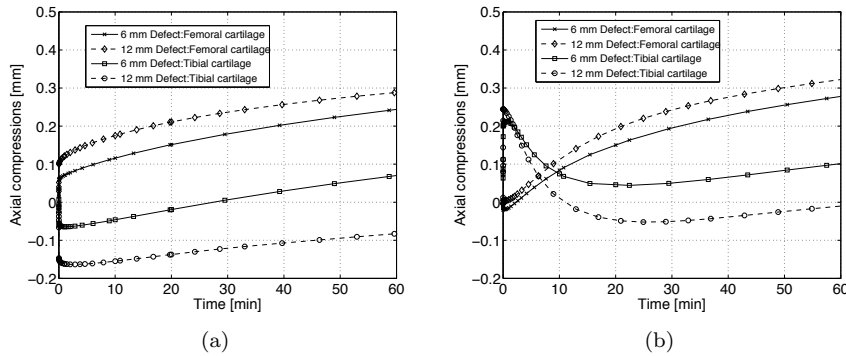 0.5
0.4
0.3
0.2
0.1
0
−0.1
−0.2
Axial compressions [mm]
6 mm Defect:Femoral cartilage
12 mm Defect:Femoral cartilage
6 mm Defect:Tibial cartilage
12 mm Defect:Tibial cartilage
0 10 20 30 40 50 60
Time [min]
(a)
0.5
0.4
0.3
0.2
0.1
0
−0.1
−0.2
Axial compressions [mm]
6 mm Defect:Femoral cartilage
12 mm Defect:Femoral cartilage
6 mm Defect:Tibial cartilage
12 mm Defect:Tibial cartilage
0 10 20 30 40 50 60
Time [min]
(b)